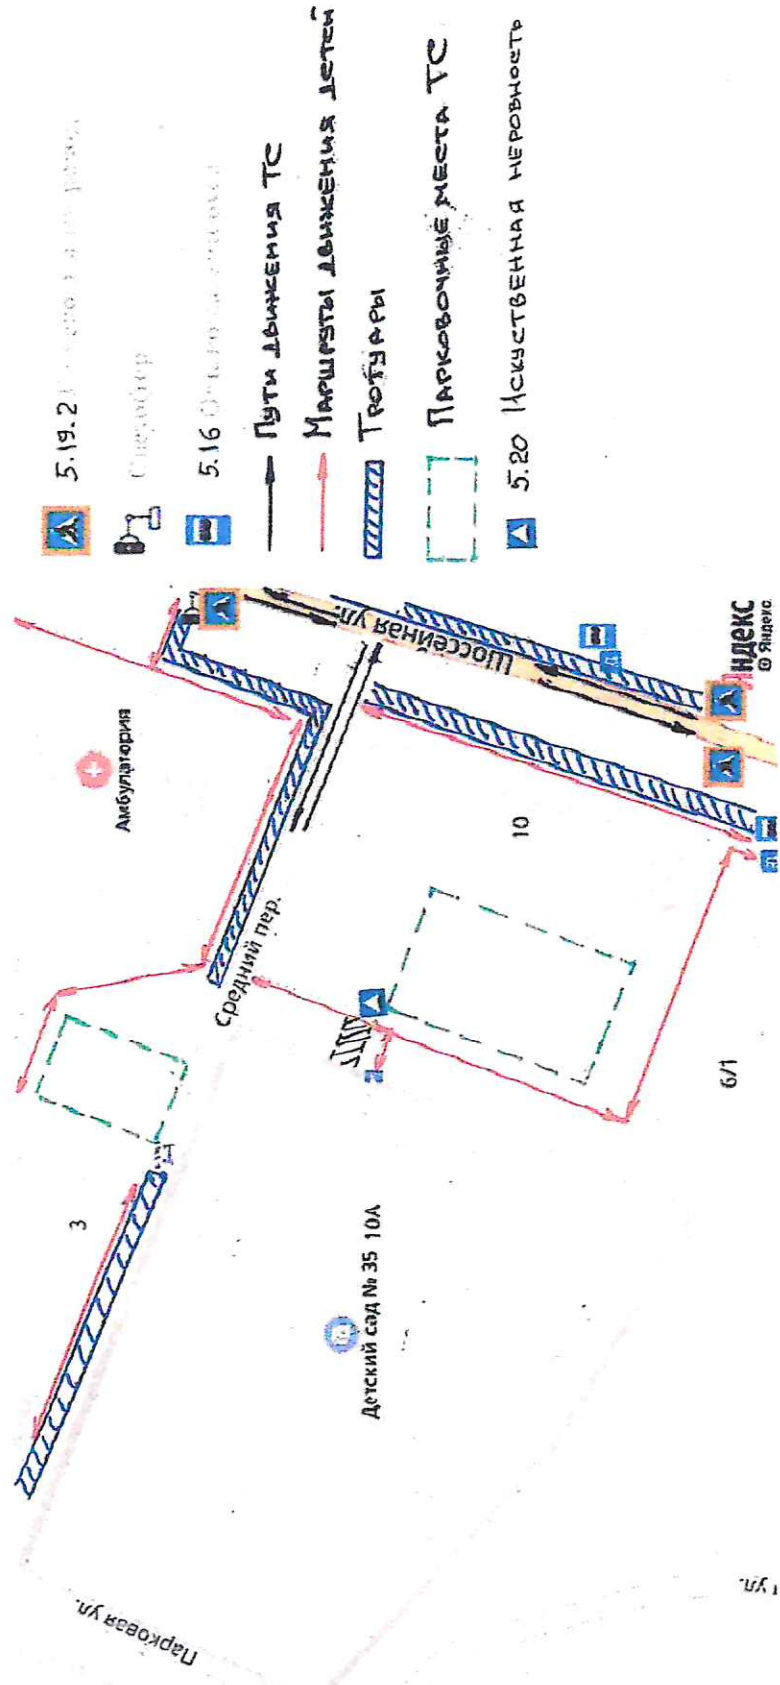 5.19.2
5.16
Пути движения ТС
Маршруты движения детей
Тротуары
Парковочные места ТС
5.20 Искуственная неровность
Амбулатория
Шоссейная ул.
Средний пер.
10
3
6/1
Детский сад № 35 10А
Парковая ул.
ул.
ндекс
© Яндекс